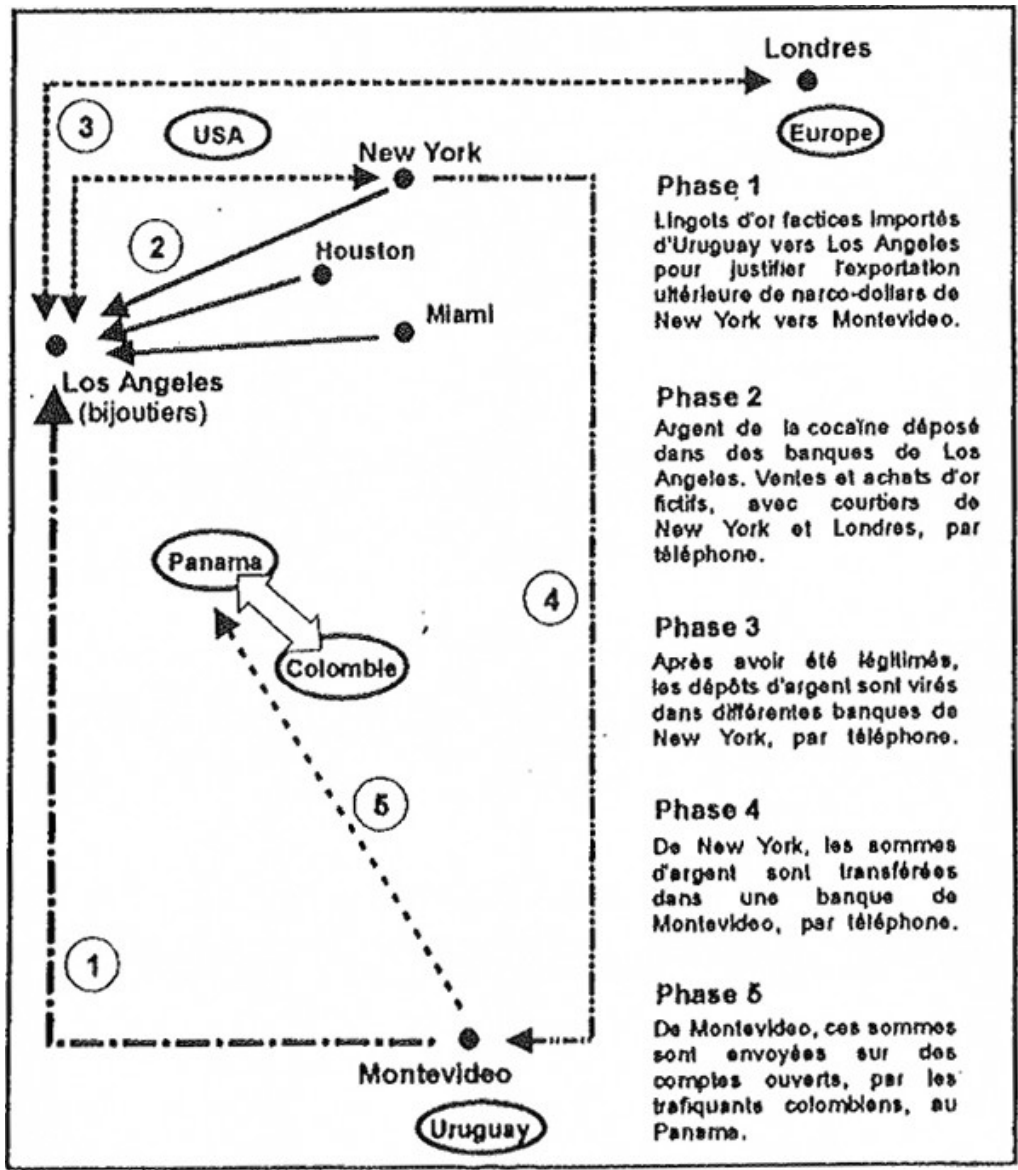 Londres
3
USA
Europe
New York
2
Houston
Miami
Los Angeles
(bijoutiers)
Panama
4
Colombie
5
1
Montevideo
Uruguay
Phase 1
Lingots d'or factices importés
d'Uruguay vers Los Angeles
pour justifier l'exportation
ultérieure de narco-dollars de
New York vers Montevideo.
Phase 2
Argent de la cocaïne déposé
dans des banques de Los
Angeles. Ventes et achats d'or
fictifs, avec courtiers de
New York et Londres, par
téléphone.
Phase 3
Après avoir été légitimés,
les dépôts d'argent sont virés
dans différentes banques de
New York, par téléphone.
Phase 4
De New York, les sommes
d'argent sont transférées
dans une banque de
Montevideo, par téléphone.
Phase 5
De Montevideo, ces sommes
sont envoyées sur des
comptes ouverts, par les
trafiquants colombiens, au
Panama.